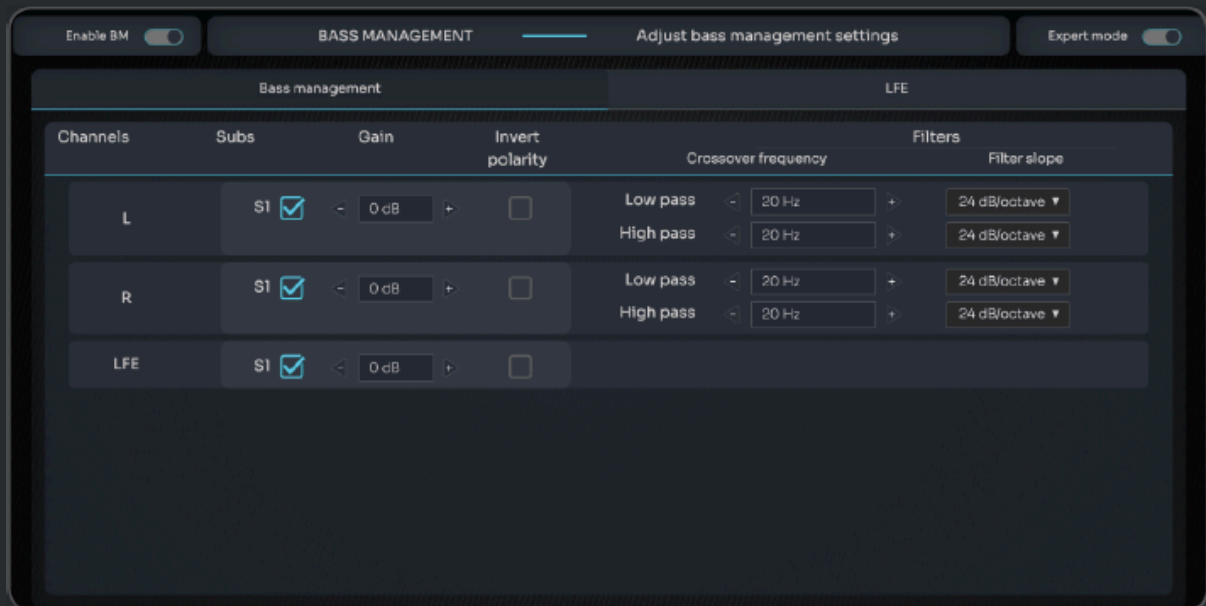 Enable BM BASS MANAGEMENT Adjust bass management settings Expert mode
Bass management LFE
Channels Subs Gain Invert polarity Filters
Crossover frequency Filter slope
L S1 - 0 dB + Low pass - 20 Hz + 24 dB/octave ▼
High pass - 20 Hz + 24 dB/octave ▼
R S1 - 0 dB + Low pass - 20 Hz + 24 dB/octave ▼
High pass - 20 Hz + 24 dB/octave ▼
LFE S1 - 0 dB +